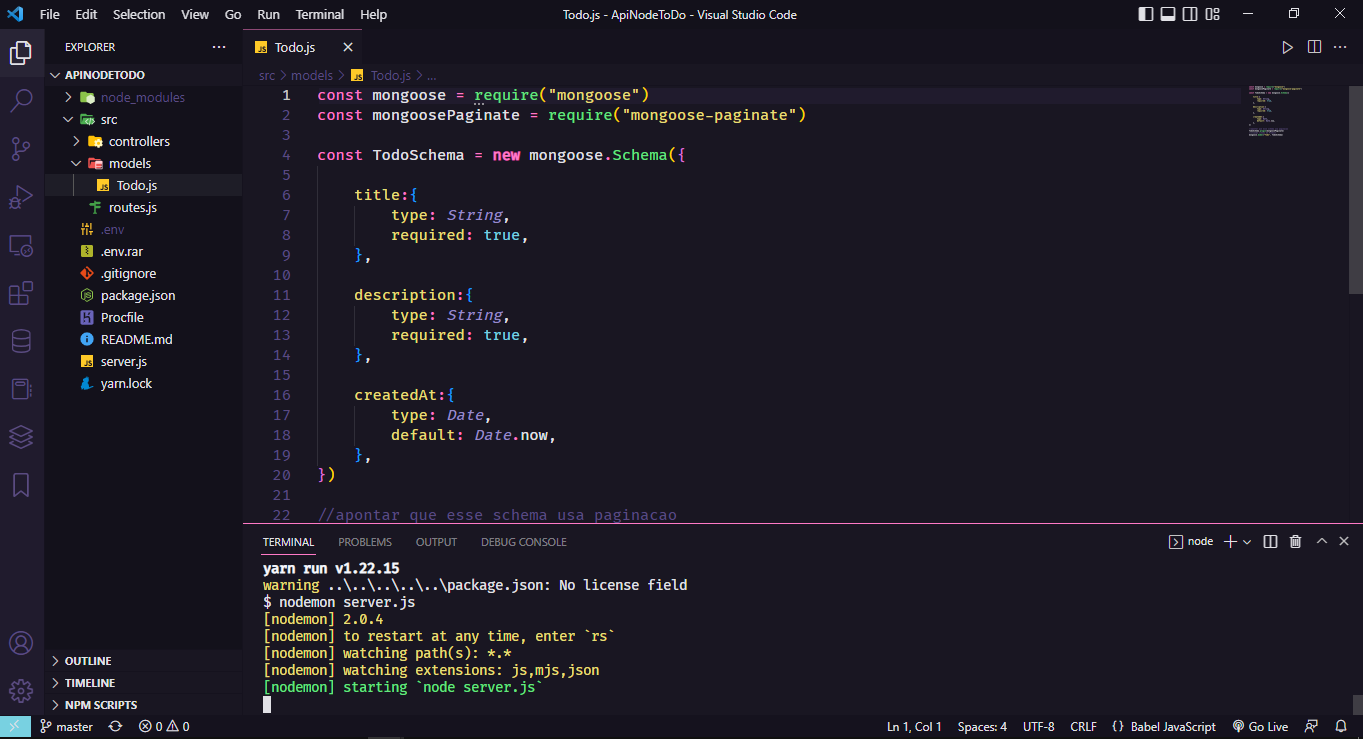 File Edit Selection View Go Run Terminal Help
Todo.js - ApiNodeToDo - Visual Studio Code
EXPLORER
APINODETODO
node_modules
src
controllers
models
JS Todo.js
routes.js
.env
.env.rar
.gitignore
package.json
Procfile
README.md
JS server.js
yarn.lock
OUTLINE
TIMELINE
NPM SCRIPTS
JS Todo.js
src > models > JS Todo.js > ...
1 const mongoose = require("mongoose")
2 const mongoosePaginate = require("mongoose-paginate")
3
4 const TodoSchema = new mongoose.Schema({
5
6 title:{
7 type: String,
8 required: true,
9 },
10
11 description:{
12 type: String,
13 required: true,
14 },
15
16 createdAt:{
17 type: Date,
18 default: Date.now,
19 },
20 })
21
22 //apontar que esse schema usa paginacao
TERMINAL PROBLEMS OUTPUT DEBUG CONSOLE
node
yarn run v1.22.15
warning ..\..\..\..\..\package.json: No license field
$ nodemon server.js
[nodemon] 2.0.4
[nodemon] to restart at any time, enter `rs`
[nodemon] watching path(s): *.*
[nodemon] watching extensions: js,mjs,json
[nodemon] starting `node server.js`
master 0 0
Ln 1, Col 1 Spaces: 4 UTF-8 CRLF {} Babel JavaScript Go Live